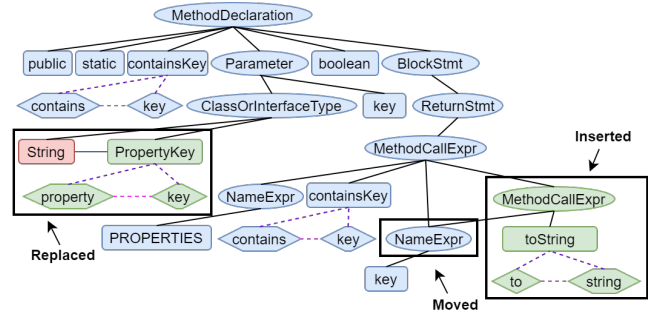 MethodDeclaration
public static containsKey Parameter boolean BlockStmt
contains key ClassOrInterfaceType key ReturnStmt
Inserted
String PropertyKey MethodCallExpr
property key NameExpr containsKey MethodCallExpr
PROPERTIES contains key NameExpr toString
Replaced
key to string
Moved